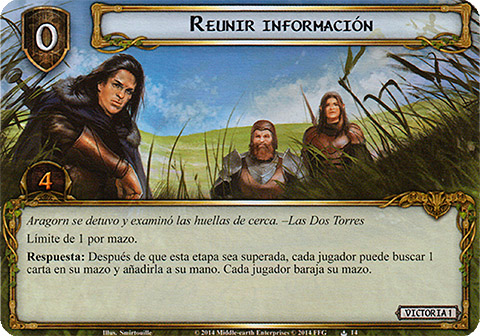 0
REUNIR INFORMACIÓN
4
Aragorn se detuvo y examinó las huellas de cerca. –Las Dos Torres
Límite de 1 por mazo.
Respuesta: Después de que esta etapa sea superada, cada jugador puede buscar 1
carta en su mazo y añadirla a su mano. Cada jugador baraja su mazo.
VICTORIA 1
Illus. Smirtouille
© 2014 Middle-earth Enterprises © 2014 FFG
14